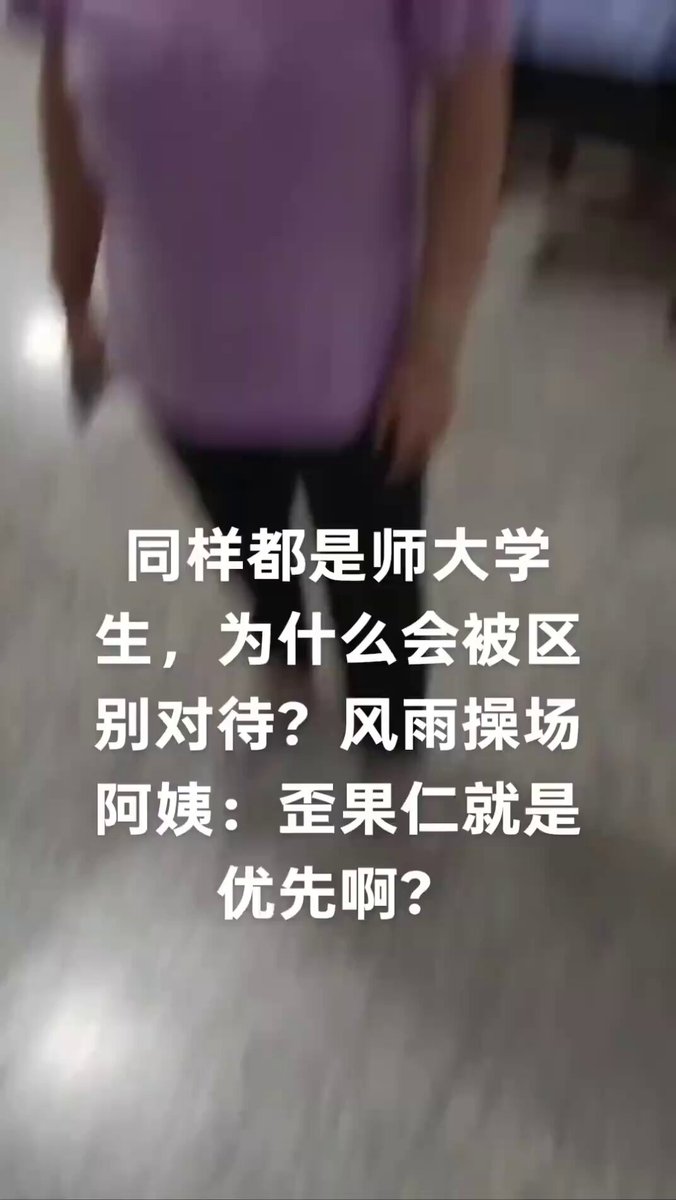 同样都是师大学
生，为什么会被区
别对待？风雨操场
阿姨：歪果仁就是
优先啊？